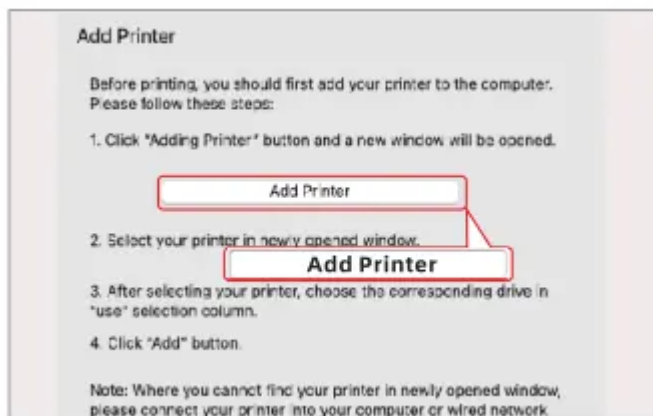 Add Printer
Before printing, you should first add your printer to the computer.
Please follow these steps:
1. Click "Adding Printer" button and a new window will be opened.
Add Printer
2. Select your printer in newly opened window.
Add Printer
3. After selecting your printer, choose the corresponding drive in
"use" selection column.
4. Click "Add" button.
Note: Where you cannot find your printer in newly opened window,
please connect your printer into your computer or wired network.